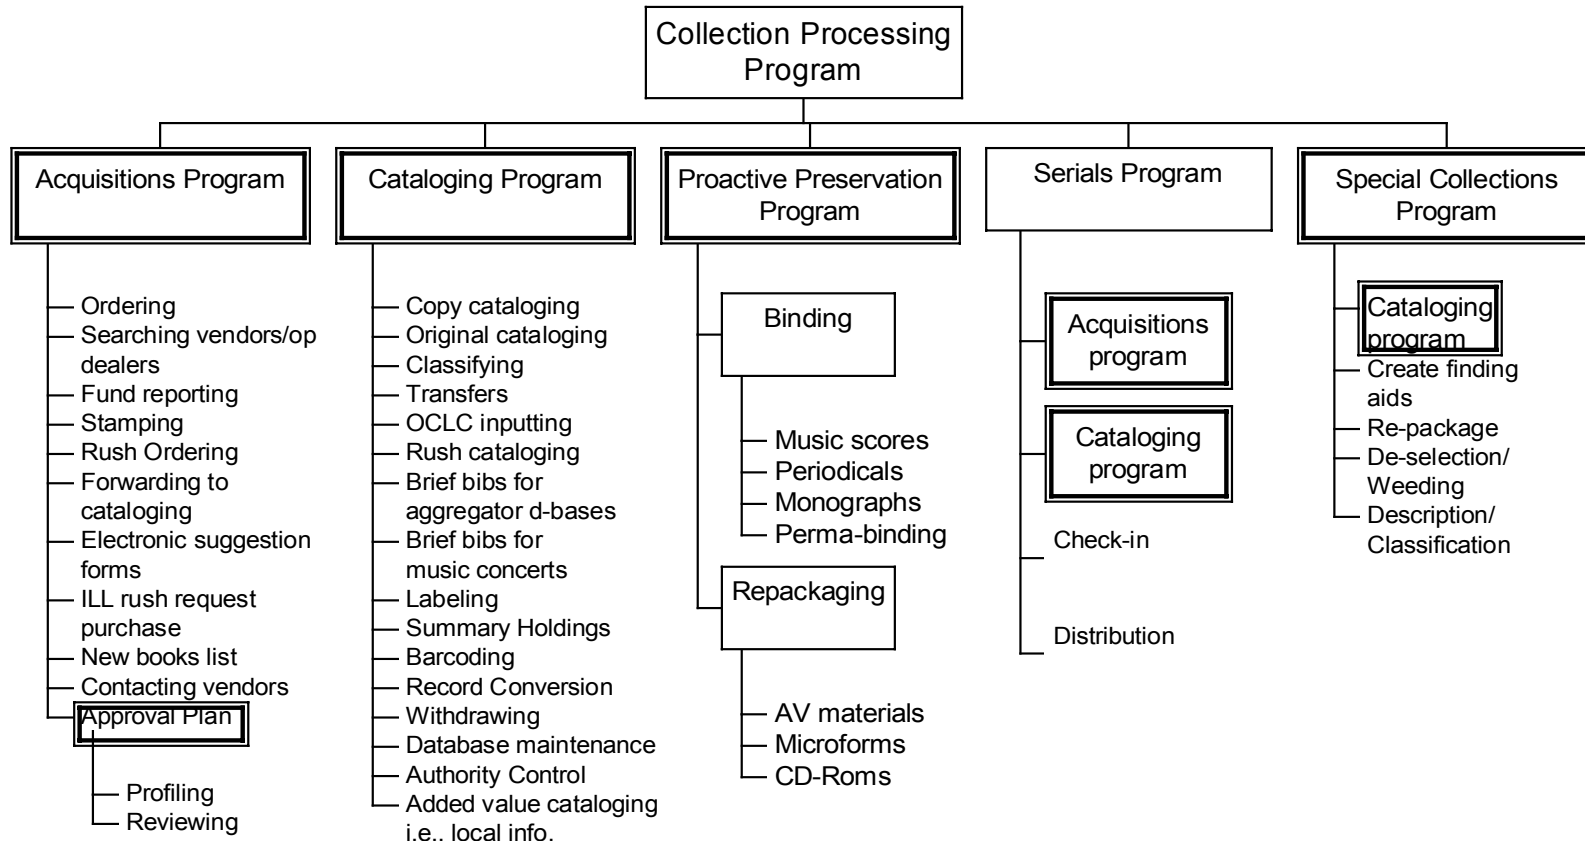 Collection Processing
Program
Acquisitions Program
Ordering
Searching vendors/op
dealers
Fund reporting
Stamping
Rush Ordering
Forwarding to
cataloging
Electronic suggestion
forms
ILL rush request
purchase
New books list
Contacting vendors
Approval Plan
Profiling
Reviewing
Cataloging Program
Copy cataloging
Original cataloging
Classifying
Transfers
OCLC inputting
Rush cataloging
Brief bibs for
aggregator d-bases
Brief bibs for
music concerts
Labeling
Summary Holdings
Barcoding
Record Conversion
Withdrawing
Database maintenance
Authority Control
Added value cataloging
i.e., local info.
Proactive Preservation
Program
Binding
Music scores
Periodicals
Monographs
Perma-binding
Repackaging
AV materials
Microforms
CD-Roms
Serials Program
Acquisitions
program
Cataloging
program
Check-in
Distribution
Special Collections
Program
Cataloging
program
Create finding
aids
Re-package
De-selection/
Weeding
Description/
Classification